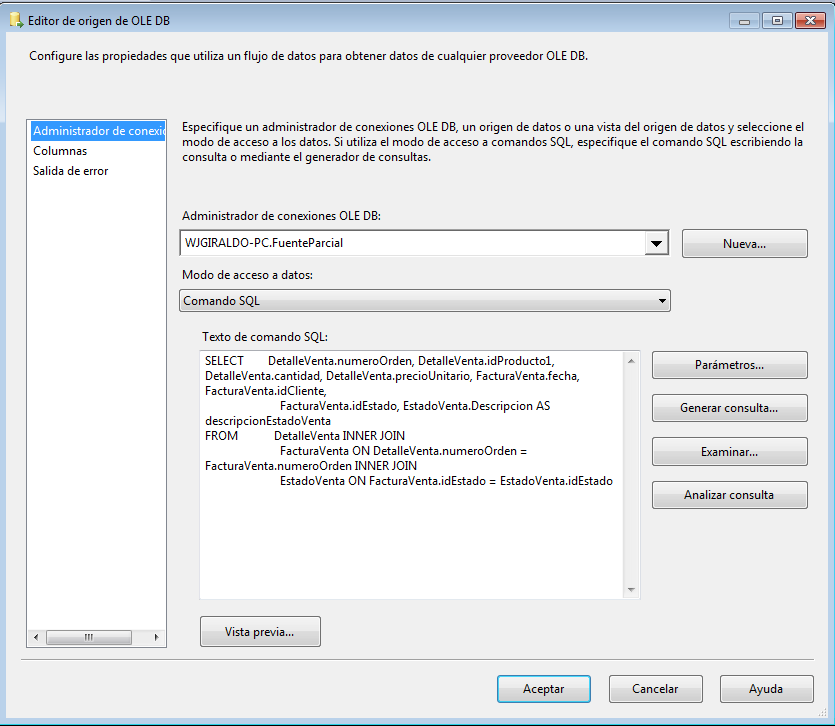 Editor de origen de OLE DB
Configure las propiedades que utiliza un flujo de datos para obtener datos de cualquier proveedor OLE DB.
Administrador de conexio
Columnas
Salida de error
Especifique un administrador de conexiones OLE DB, un origen de datos o una vista del origen de datos y seleccione el
modo de acceso a los datos. Si utiliza el modo de acceso a comandos SQL, especifique el comando SQL escribiendo la
consulta o mediante el generador de consultas.
Administrador de conexiones OLE DB:
WJGIRALDO-PC.FuenteParcial
Nueva...
Modo de acceso a datos:
Comando SQL
Texto de comando SQL:
SELECT DetalleVenta.numeroOrden, DetalleVenta.idProducto1,
DetalleVenta.cantidad, DetalleVenta.precioUnitario, FacturaVenta.fecha,
FacturaVenta.idCliente,
FacturaVenta.idEstado, EstadoVenta.Descripcion AS
descripcionEstadoVenta
FROM DetalleVenta INNER JOIN
FacturaVenta ON DetalleVenta.numeroOrden =
FacturaVenta.numeroOrden INNER JOIN
EstadoVenta ON FacturaVenta.idEstado = EstadoVenta.idEstado
Parámetros...
Generar consulta...
Examinar...
Analizar consulta
Vista previa...
Aceptar
Cancelar
Ayuda